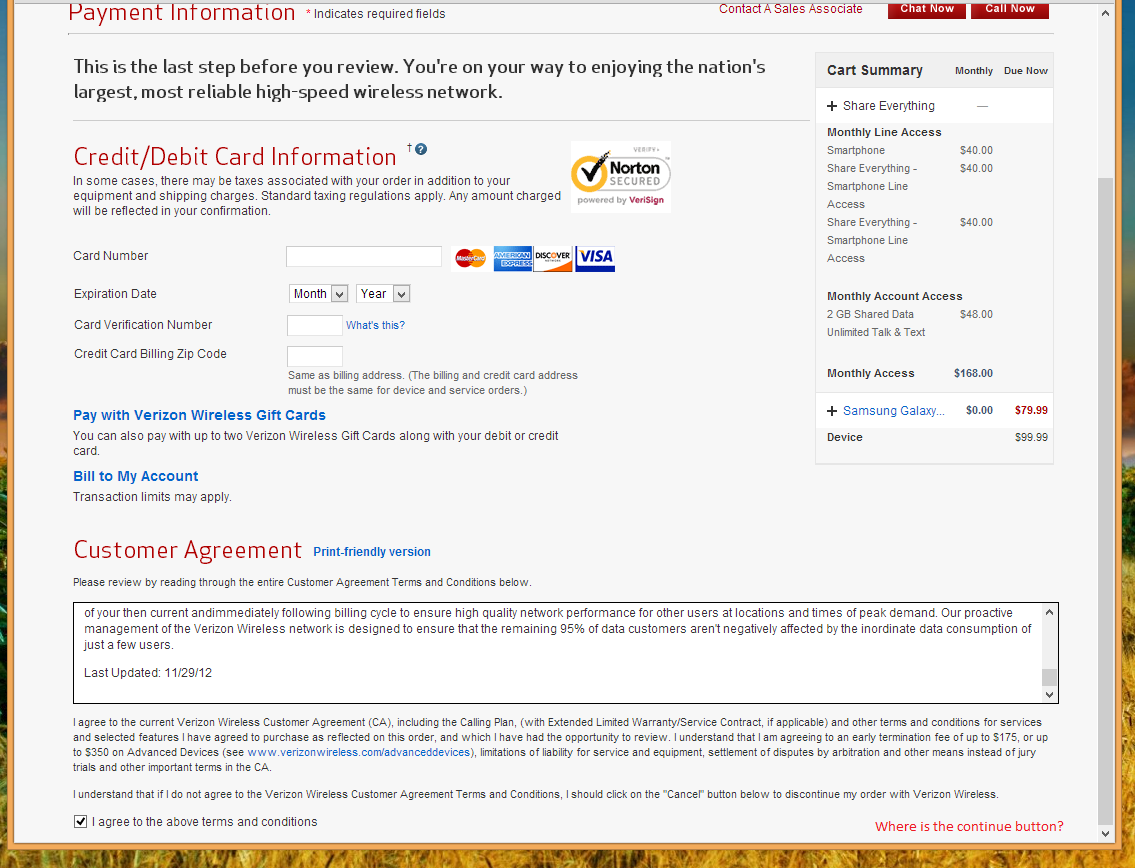 Payment Information * Indicates required fields
Contact A Sales Associate Chat Now Call Now
This is the last step before you review. You're on your way to enjoying the nation's
largest, most reliable high-speed wireless network.
Credit/Debit Card Information † ?
In some cases, there may be taxes associated with your order in addition to your
equipment and shipping charges. Standard taxing regulations apply. Any amount charged
will be reflected in your confirmation.
VERIFY▸
Norton
SECURED
powered by VeriSign
Card Number
MasterCard AMERICAN EXPRESS DISCOVER NETWORK VISA
Expiration Date Month Year
Card Verification Number What's this?
Credit Card Billing Zip Code
Same as billing address. (The billing and credit card address
must be the same for device and service orders.)
Pay with Verizon Wireless Gift Cards
You can also pay with up to two Verizon Wireless Gift Cards along with your debit or credit
card.
Bill to My Account
Transaction limits may apply.
Cart Summary Monthly Due Now
+ Share Everything —
Monthly Line Access
Smartphone $40.00
Share Everything - $40.00
Smartphone Line
Access
Share Everything - $40.00
Smartphone Line
Access
Monthly Account Access
2 GB Shared Data $48.00
Unlimited Talk & Text
Monthly Access $168.00
+ Samsung Galaxy... $0.00 $79.99
Device $99.99
Customer Agreement Print-friendly version
Please review by reading through the entire Customer Agreement Terms and Conditions below.
of your then current andimmediately following billing cycle to ensure high quality network performance for other users at locations and times of peak demand. Our proactive
management of the Verizon Wireless network is designed to ensure that the remaining 95% of data customers aren't negatively affected by the inordinate data consumption of
just a few users.
Last Updated: 11/29/12
I agree to the current Verizon Wireless Customer Agreement (CA), including the Calling Plan, (with Extended Limited Warranty/Service Contract, if applicable) and other terms and conditions for services
and selected features I have agreed to purchase as reflected on this order, and which I have had the opportunity to review. I understand that I am agreeing to an early termination fee of up to $175, or up
to $350 on Advanced Devices (see www.verizonwireless.com/advanceddevices), limitations of liability for service and equipment, settlement of disputes by arbitration and other means instead of jury
trials and other important terms in the CA.
I understand that if I do not agree to the Verizon Wireless Customer Agreement Terms and Conditions, I should click on the "Cancel" button below to discontinue my order with Verizon Wireless.
I agree to the above terms and conditions
Where is the continue button?